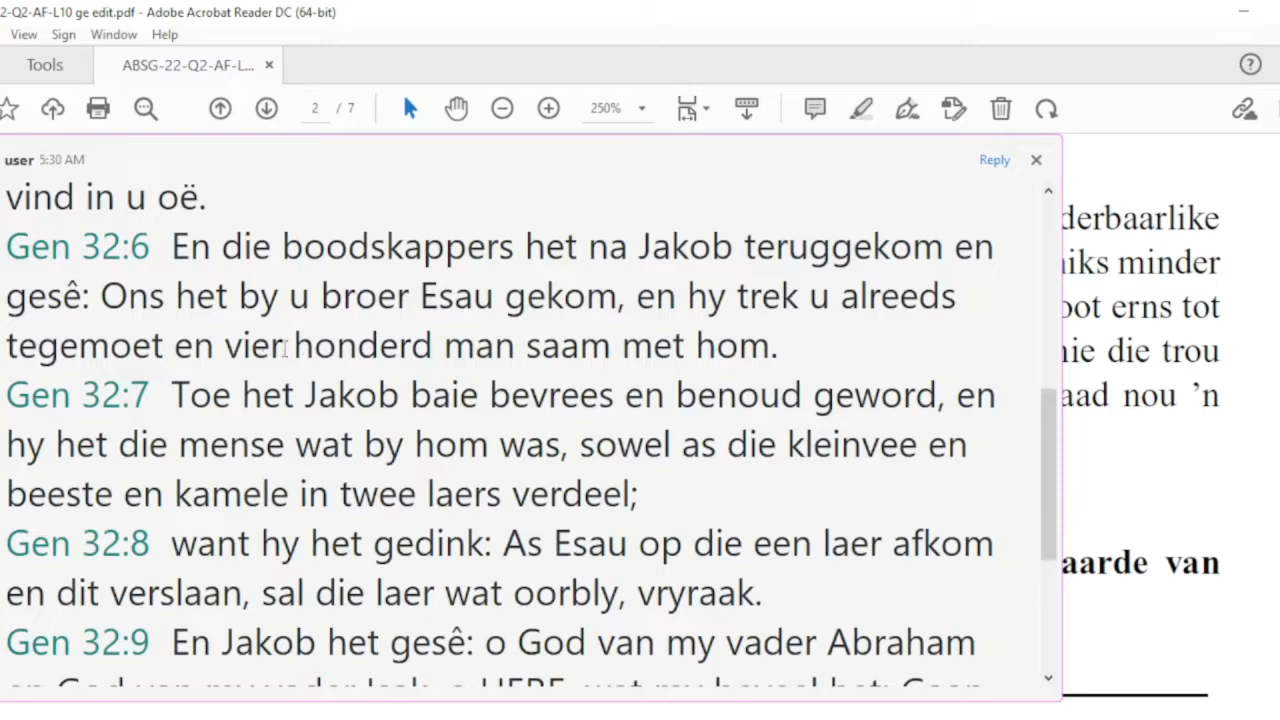 2-Q2-AF-L10 ge edit.pdf - Adobe Acrobat Reader DC (64-bit)
View Sign Window Help
Tools ABSG-22-Q2-AF-L... ×
2 / 7 250%
user 5:30 AM Reply
vind in u oë.
Gen 32:6 En die boodskappers het na Jakob teruggekom en
gesê: Ons het by u broer Esau gekom, en hy trek u alreeds
tegemoet en vier honderd man saam met hom.
Gen 32:7 Toe het Jakob baie bevrees en benoud geword, en
hy het die mense wat by hom was, sowel as die kleinvee en
beeste en kamele in twee laers verdeel;
Gen 32:8 want hy het gedink: As Esau op die een laer afkom
en dit verslaan, sal die laer wat oorbly, vryraak.
Gen 32:9 En Jakob het gesê: o God van my vader Abraham
derbaarlike
niks minder
oot erns tot
nie die trou
aad nou ’n
aarde van